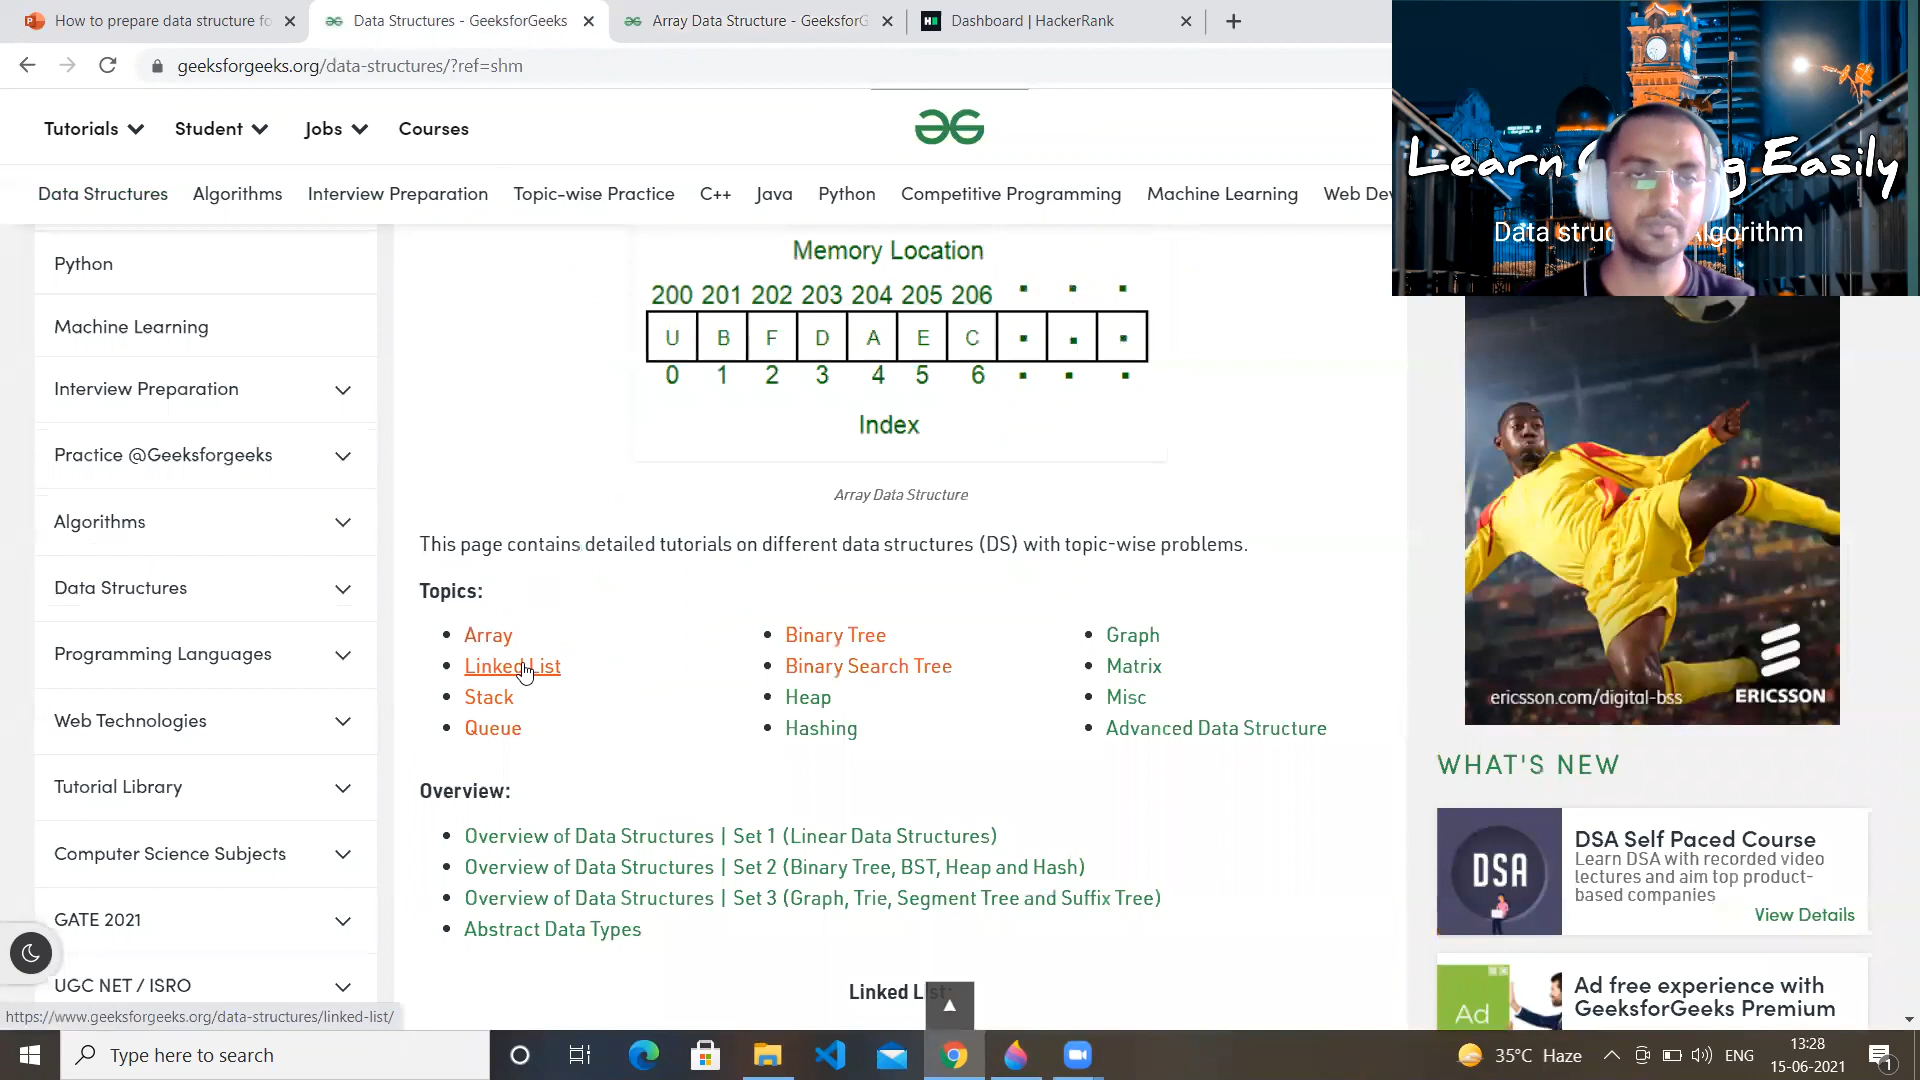 How to prepare data structure fo
Data Structures - GeeksforGeeks
Array Data Structure - GeeksforG
Dashboard | HackerRank
geeksforgeeks.org/data-structures/?ref=shm
Tutorials
Student
Jobs
Courses
Data Structures
Algorithms
Interview Preparation
Topic-wise Practice
C++
Java
Python
Competitive Programming
Machine Learning
Web Dev
Learn
g Easily
Data struc
lgorithm
Python
Machine Learning
Interview Preparation
Practice @Geeksforgeeks
Algorithms
Data Structures
Programming Languages
Web Technologies
Tutorial Library
Computer Science Subjects
GATE 2021
UGC NET / ISRO
https://www.geeksforgeeks.org/data-structures/linked-list/
Memory Location
200 201 202 203 204 205 206
U B F D A E C
0 1 2 3 4 5 6
Index
Array Data Structure
This page contains detailed tutorials on different data structures (DS) with topic-wise problems.
Topics:
Array
Linked List
Stack
Queue
Binary Tree
Binary Search Tree
Heap
Hashing
Graph
Matrix
Misc
Advanced Data Structure
Overview:
Overview of Data Structures | Set 1 (Linear Data Structures)
Overview of Data Structures | Set 2 (Binary Tree, BST, Heap and Hash)
Overview of Data Structures | Set 3 (Graph, Trie, Segment Tree and Suffix Tree)
Abstract Data Types
Linked List:
ericsson.com/digital-bss
ERICSSON
WHAT'S NEW
DSA
DSA Self Paced Course
Learn DSA with recorded video
lectures and aim top product-
based companies
View Details
Ad
Ad free experience with
GeeksforGeeks Premium
Type here to search
35°C Haze
ENG
13:28
15-06-2021
1